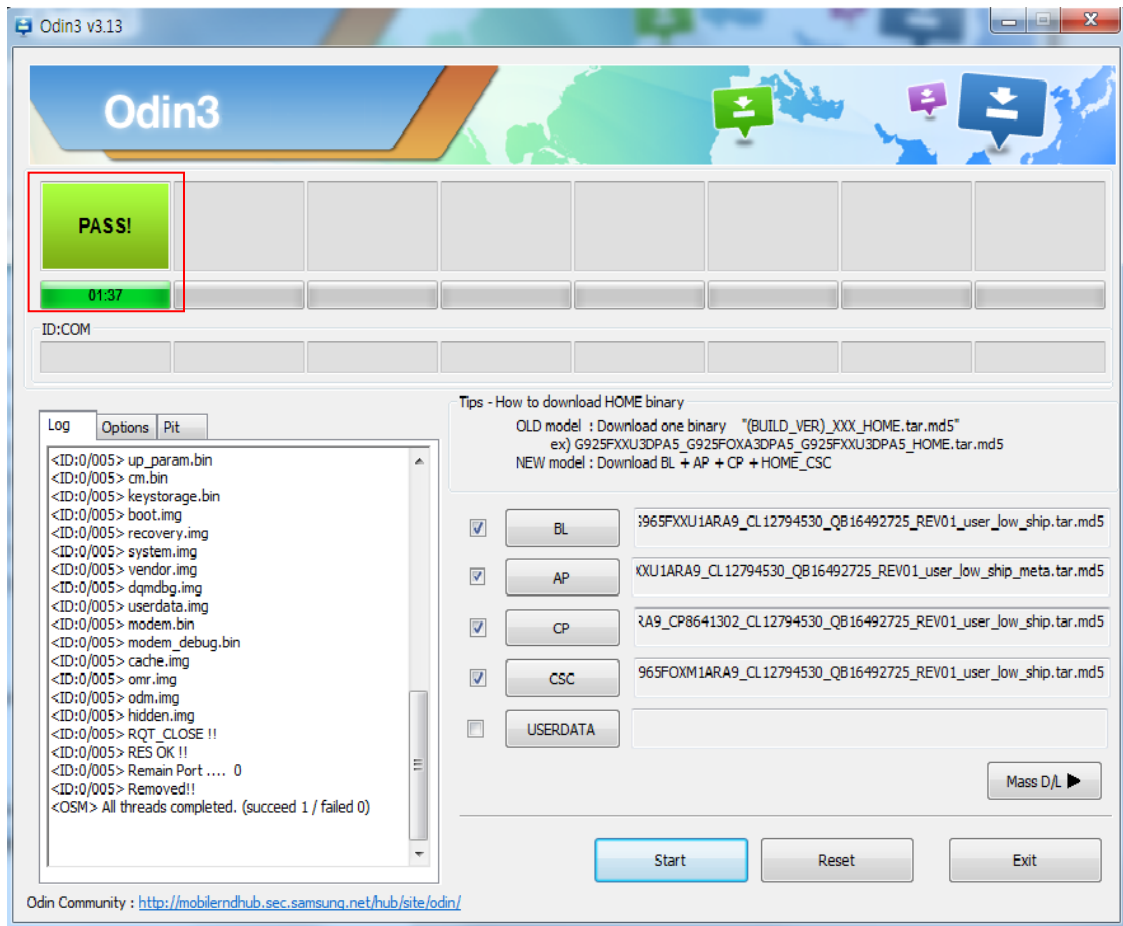 Odin3 v3.13
Odin3
PASS!
01:37
ID:COM
Log
Options
Pit
<ID:0/005> up_param.bin
<ID:0/005> cm.bin
<ID:0/005> keystorage.bin
<ID:0/005> boot.img
<ID:0/005> recovery.img
<ID:0/005> system.img
<ID:0/005> vendor.img
<ID:0/005> dqmdbg.img
<ID:0/005> userdata.img
<ID:0/005> modem.bin
<ID:0/005> modem_debug.bin
<ID:0/005> cache.img
<ID:0/005> omr.img
<ID:0/005> odm.img
<ID:0/005> hidden.img
<ID:0/005> RQT_CLOSE !!
<ID:0/005> RES OK !!
<ID:0/005> Remain Port .... 0
<ID:0/005> Removed!!
<OSM> All threads completed. (succeed 1 / failed 0)
Tips - How to download HOME binary
OLD model : Download one binary "(BUILD_VER)_XXX_HOME.tar.md5"
ex) G925FXXU3DPA5_G925FOXA3DPA5_G925FXXU3DPA5_HOME.tar.md5
NEW model : Download BL + AP + CP + HOME_CSC
BL
965FXXU1ARA9_CL12794530_QB16492725_REV01_user_low_ship.tar.md5
AP
XXU1ARA9_CL12794530_QB16492725_REV01_user_low_ship_meta.tar.md5
CP
RA9_CP8641302_CL12794530_QB16492725_REV01_user_low_ship.tar.md5
CSC
965FOXM1ARA9_CL12794530_QB16492725_REV01_user_low_ship.tar.md5
USERDATA
Mass D/L
Start
Reset
Exit
Odin Community : http://mobilerndhub.sec.samsung.net/hub/site/odin/